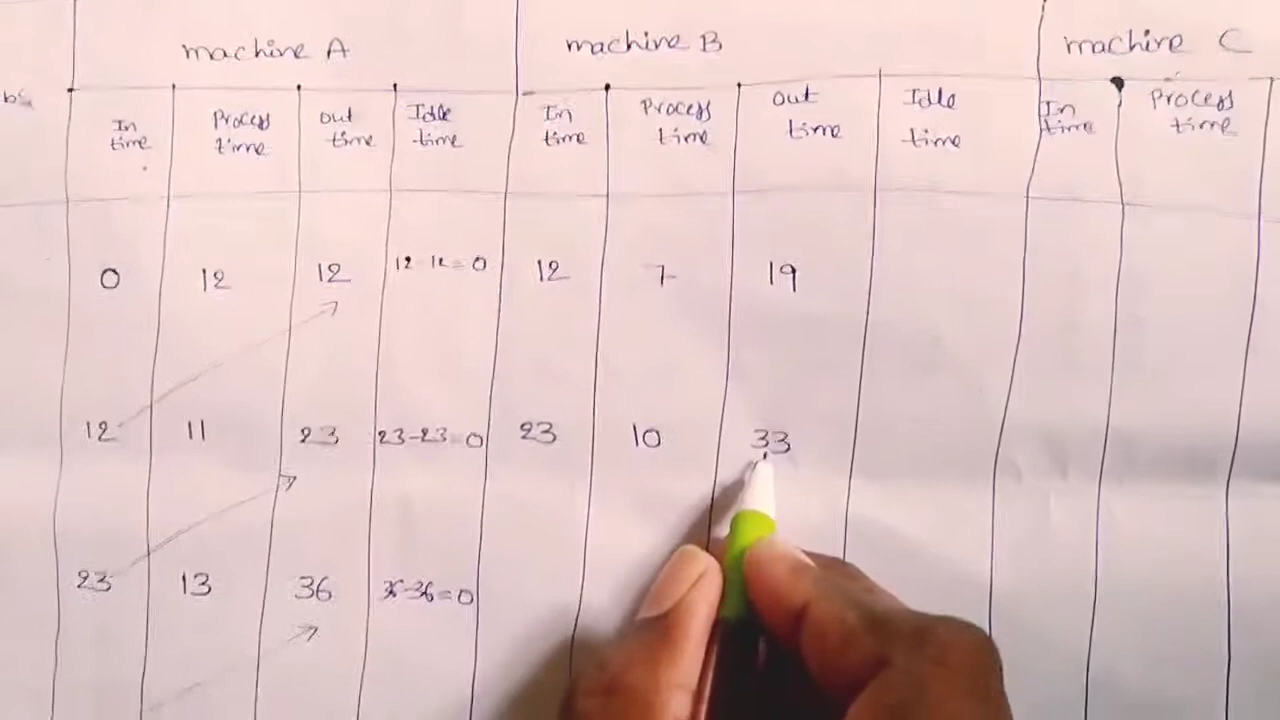 machine A machine B machine C
In time Process time out time Idle time In time Process time out time Idle time In time Process time
0 12 12 12-12=0 12 7 19
12 11 23 23-23=0 23 10 33
23 13 36 36-36=0